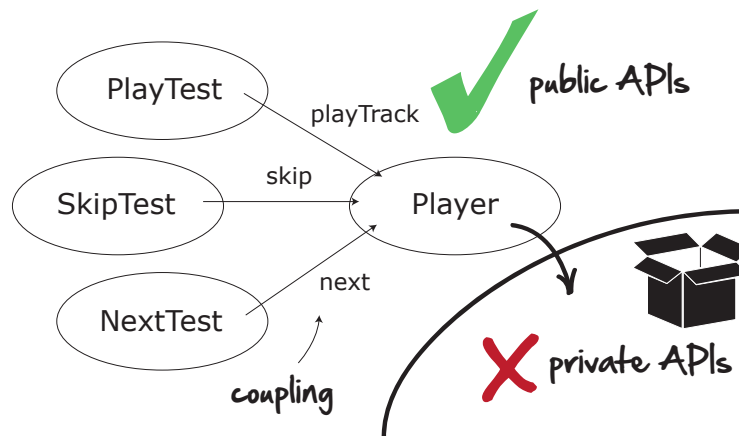 public APIs
PlayTest
playTrack
skip
SkipTest
Player
next
NextTest
private APIs
coupling